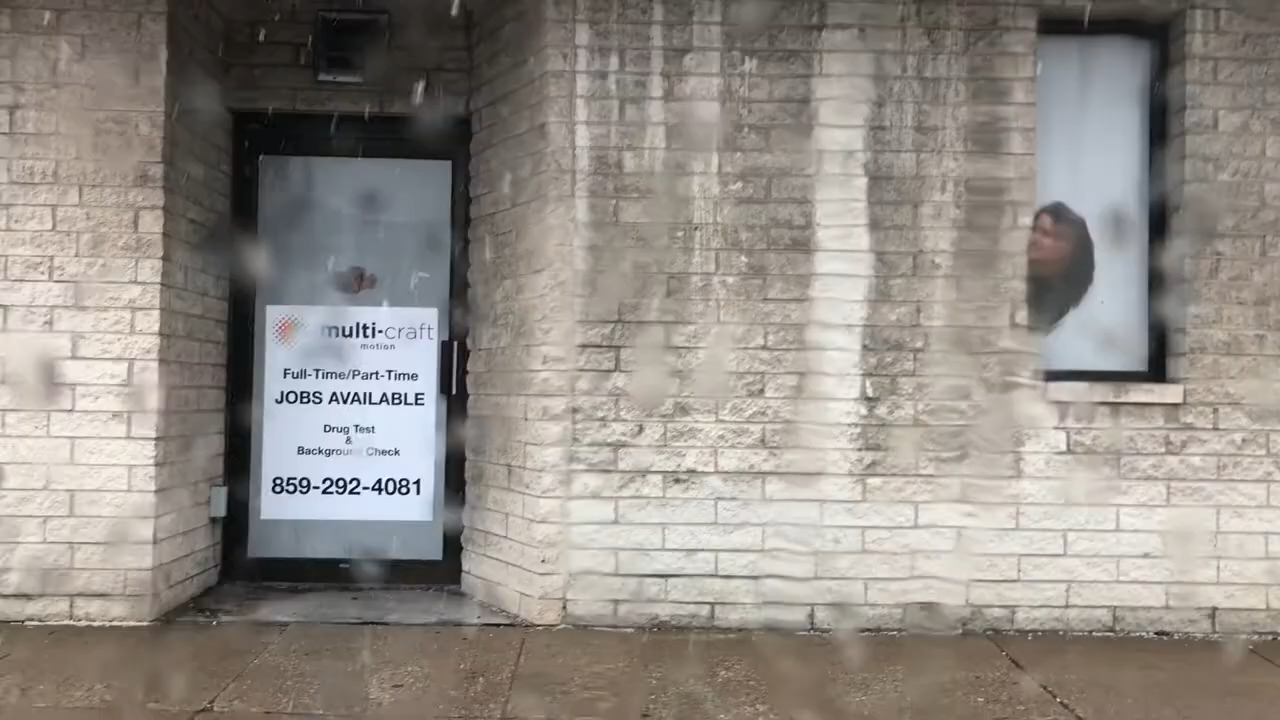 multi-craft
motion
Full-Time/Part-Time
JOBS AVAILABLE
Drug Test
&
Background Check
859-292-4081